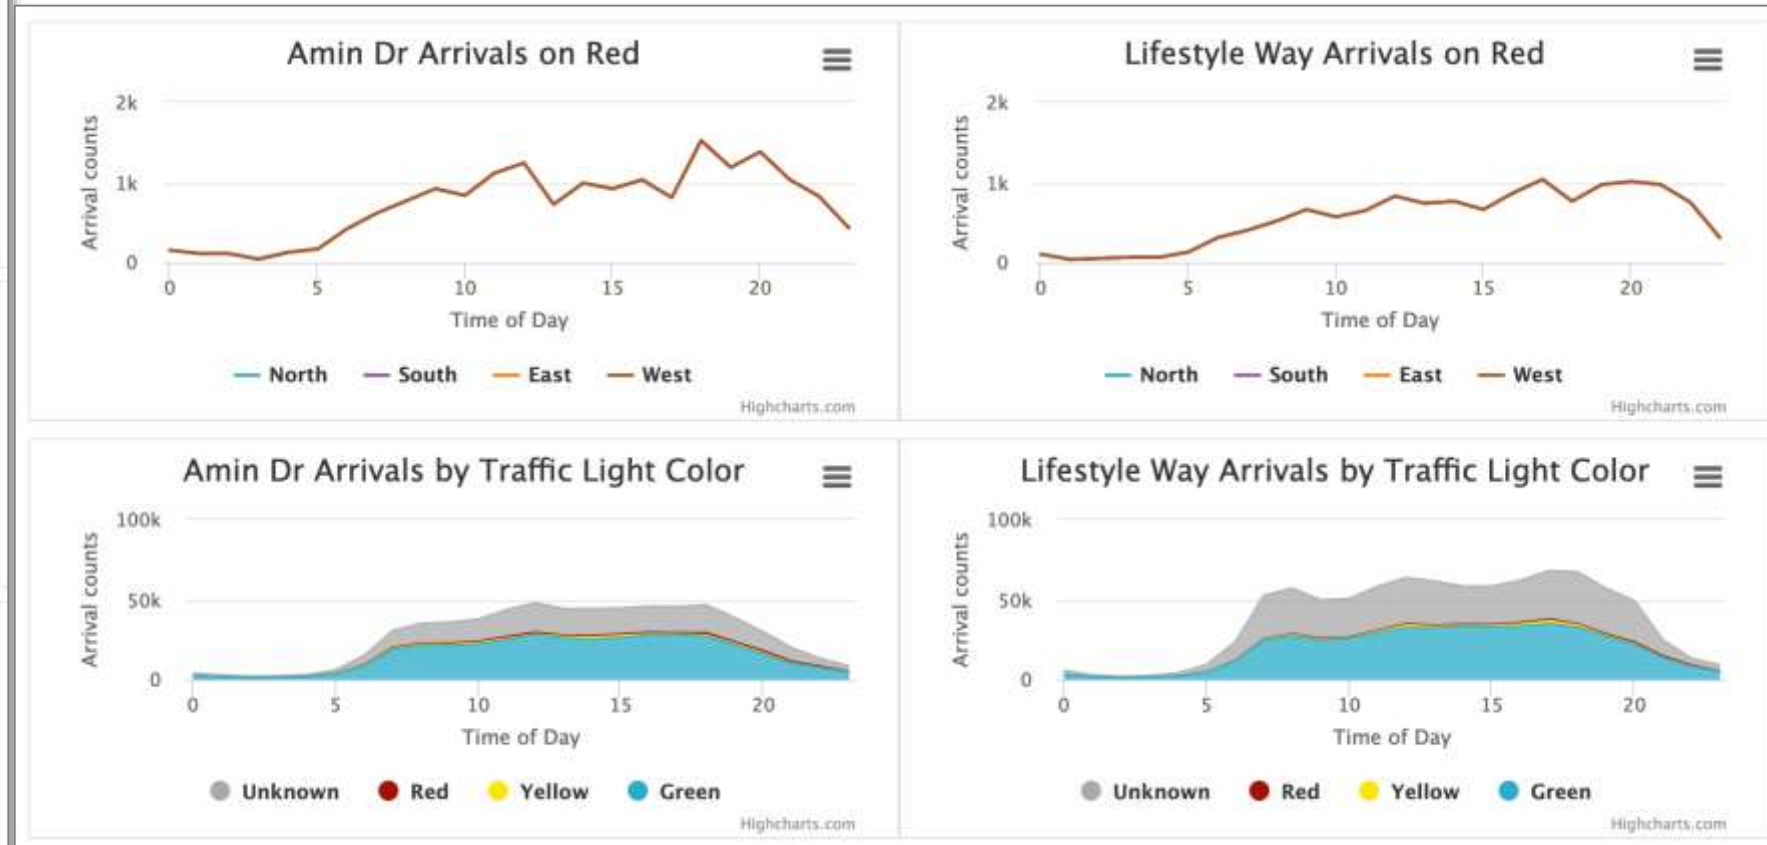 Amin Dr Arrivals on Red
Arrival counts
2k
1k
0
0 5 10 15 20
Time of Day
North South East West
Highcharts.com
Lifestyle Way Arrivals on Red
Arrival counts
2k
1k
0
0 5 10 15 20
Time of Day
North South East West
Highcharts.com
Amin Dr Arrivals by Traffic Light Color
Arrival counts
100k
50k
0
0 5 10 15 20
Time of Day
Unknown Red Yellow Green
Highcharts.com
Lifestyle Way Arrivals by Traffic Light Color
Arrival counts
100k
50k
0
0 5 10 15 20
Time of Day
Unknown Red Yellow Green
Highcharts.com